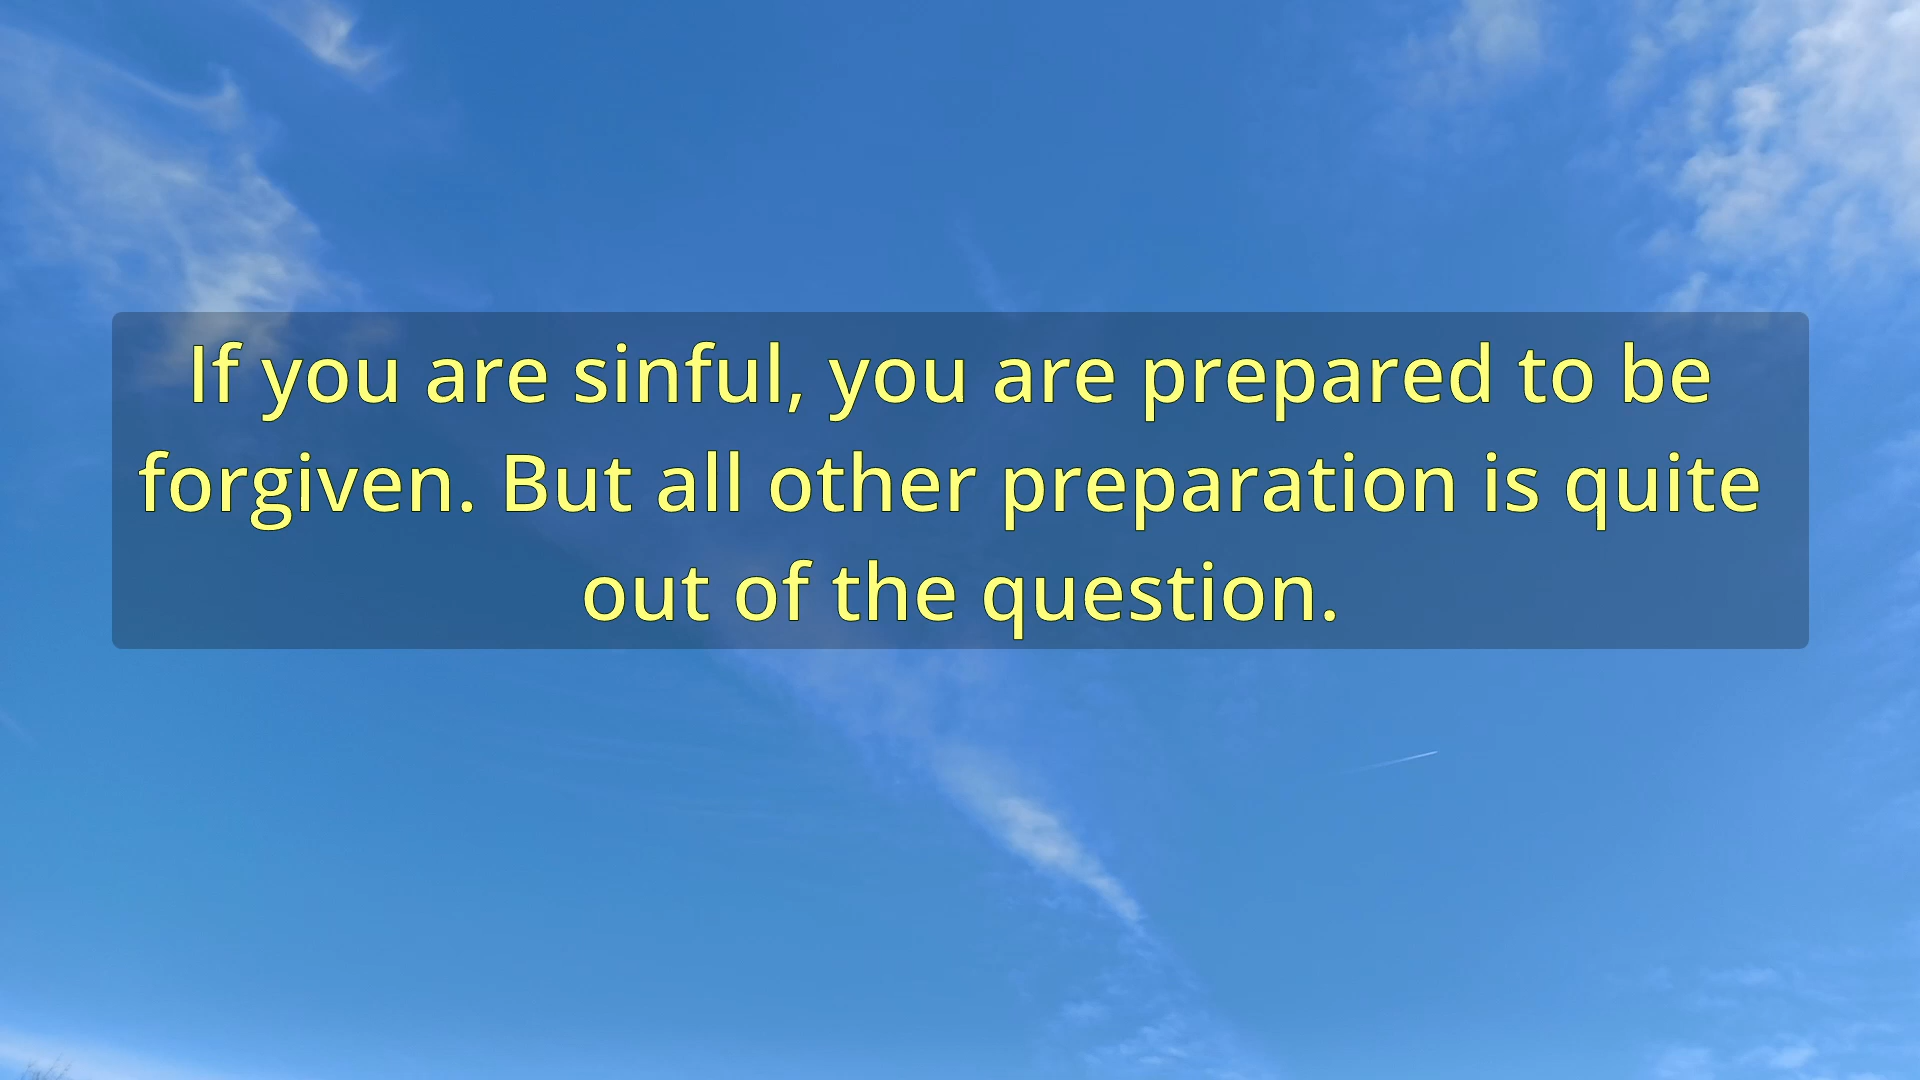 If you are sinful, you are prepared to be
forgiven. But all other preparation is quite
out of the question.